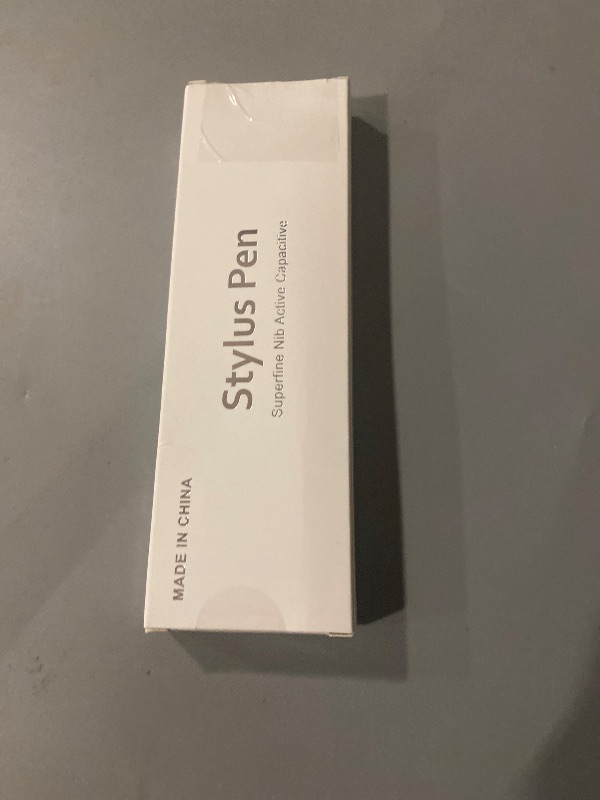 Stylus Pen
Superfine Nib Active Capacitive
MADE IN CHINA